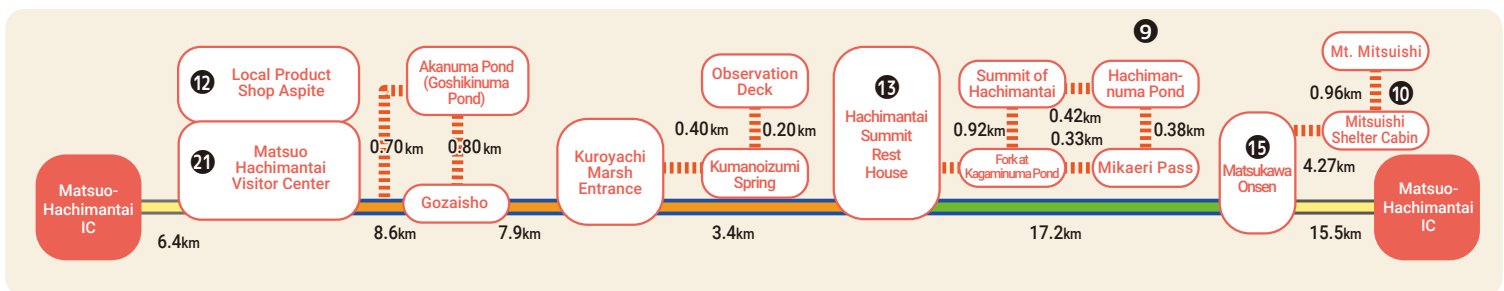 Matsuo-
Hachimantai
IC
6.4km
12
Local Product
Shop Aspite
21
Matsuo
Hachimantai
Visitor Center
8.6km
0.70km
Akanuma Pond
(Goshikinuma
Pond)
0.80km
Gozaisho
7.9km
Kuroyachi
Marsh
Entrance
0.40km
Observation
Deck
0.20km
Kumanoizumi
Spring
3.4km
13
Hachimantai
Summit
Rest
House
Summit of
Hachimantai
0.92km
0.42km
0.33km
Fork at
Kagaminuma Pond
9
Hachiman-
numa Pond
0.38km
Mikaeri Pass
17.2km
15
Matsukawa
Onsen
Mt. Mitsuishi
0.96km
10
Mitsuishi
Shelter Cabin
4.27km
15.5km
Matsuo-
Hachimantai
IC